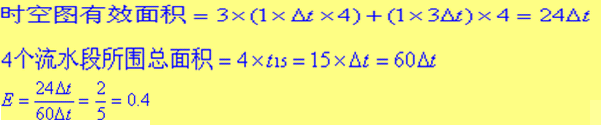 时空图有效面积 = 3×(1×Δt×4)+(1×3Δt)×4 = 24Δt
4个流水段所围总面积 = 4×t15 = 15×Δt = 60Δt
E = 24Δt/60Δt = 2/5 = 0.4